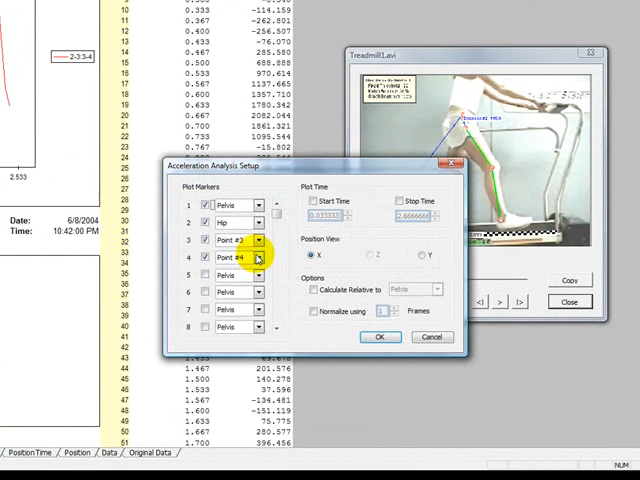 10 0.333 -114.159
11 0.367 -262.801
12 0.400 -256.507
13 0.433 -76.070
14 0.467 285.580
15 0.500 688.888
16 0.533 970.614
17 0.567 1137.665
18 0.600 1357.710
19 0.633 1780.342
20 0.667 2082.044
21 0.700 1861.321
22 0.733 1095.524
23 0.767 -15.802
2-3:3-4
2.533
Date: 6/8/2004
Time: 10:42:00 PM
Treadmill1.avi
Acceleration Analysis Setup
Plot Markers
1 Pelvis
2 Hip
3 Point #3
4 Point #4
5 Pelvis
6 Pelvis
7 Pelvis
8 Pelvis
Plot Time
Start Time
Stop Time
0.0333333
2.6666666
Position View
X
Z
Y
Options
Calculate Relative to
Pelvis
Normalize using
1
Frames
OK
Cancel
Copy
<|
>
|>
Close
44 1.467 201.576
45 1.500 140.278
46 1.533 37.596
47 1.567 -134.481
48 1.600 -151.119
49 1.633 75.775
50 1.667 280.577
51 1.700 396.456
Position Time
Position
Data
Original Data
NUM